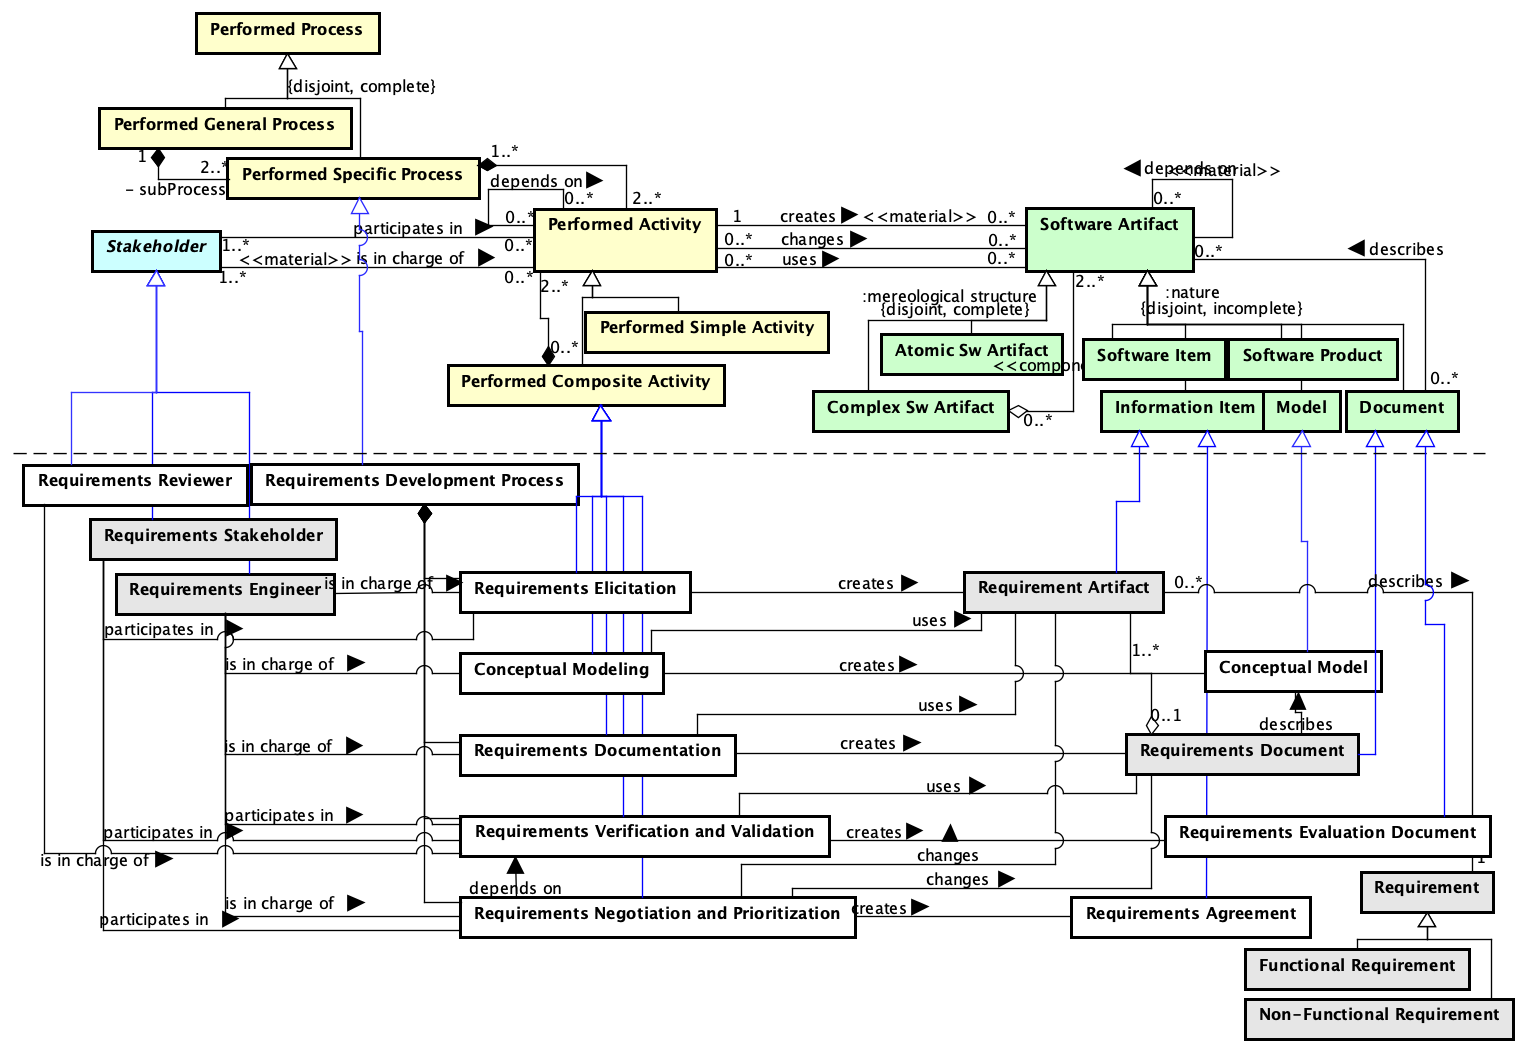 Performed Process
{disjoint, complete}
Performed General Process
1
2..*
- subProcess
Performed Specific Process
1..*
depends on
0..*
2..*
0..*
Performed Activity
participates in
Stakeholder
1..*
0..*
<<material>> is in charge of
1..*
0..*
1
creates
<<material>>
0..*
0..*
changes
0..*
0..*
uses
0..*
depends on
<<material>>
0..*
Software Artifact
0..*
describes
2..*
0..*
Performed Simple Activity
Performed Composite Activity
:mereological structure
{disjoint, complete}
2..*
:nature
{disjoint, incomplete}
Atomic Sw Artifact
<<compon
Software Item
Software Product
Complex Sw Artifact
0..*
Information Item
Model
Document
0..*
Requirements Reviewer
Requirements Development Process
Requirements Stakeholder
Requirements Engineer
is in charge of
Requirements Elicitation
creates
Requirement Artifact
0..*
describes
participates in
uses
is in charge of
Conceptual Modeling
creates
1..*
Conceptual Model
uses
0..1
describes
is in charge of
Requirements Documentation
creates
Requirements Document
uses
participates in
participates in
is in charge of
Requirements Verification and Validation
creates
changes
Requirements Evaluation Document
1
depends on
changes
is in charge of
participates in
Requirements Negotiation and Prioritization
creates
Requirements Agreement
Requirement
Functional Requirement
Non-Functional Requirement